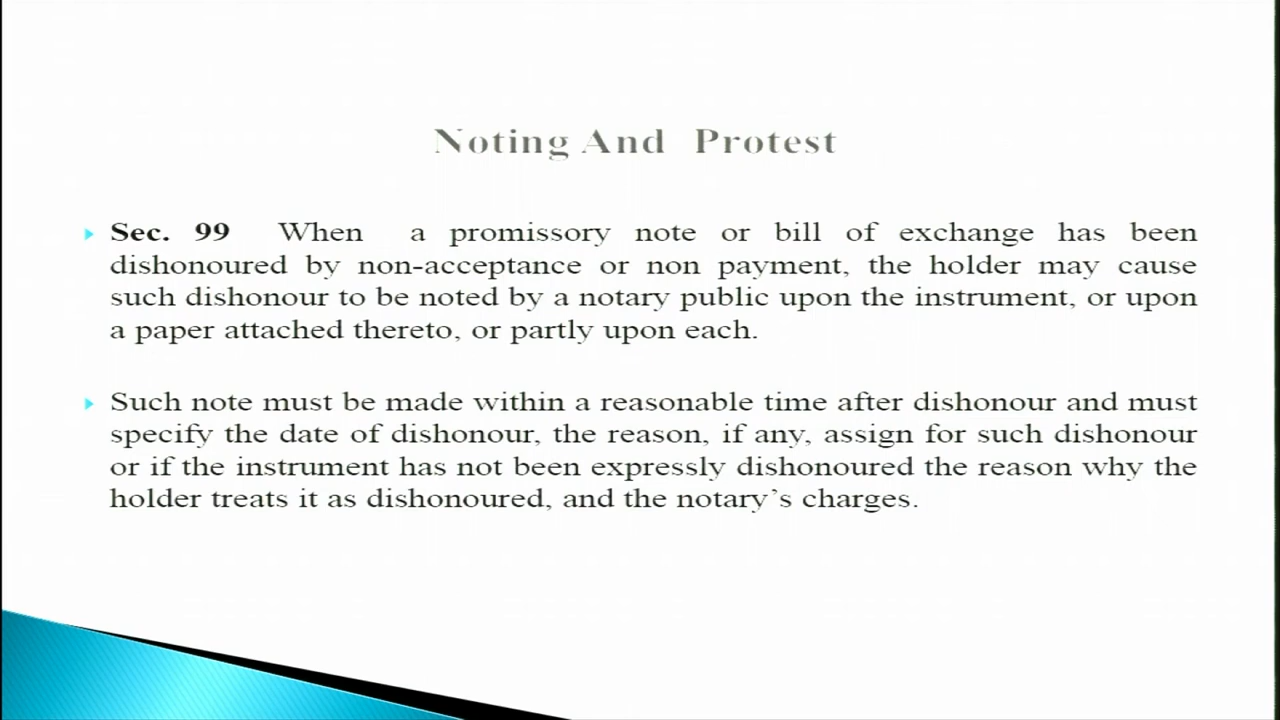 Noting And Protest
Sec. 99 When a promissory note or bill of exchange has been
dishonoured by non-acceptance or non payment, the holder may cause
such dishonour to be noted by a notary public upon the instrument, or upon
a paper attached thereto, or partly upon each.
Such note must be made within a reasonable time after dishonour and must
specify the date of dishonour, the reason, if any, assign for such dishonour
or if the instrument has not been expressly dishonoured the reason why the
holder treats it as dishonoured, and the notary’s charges.